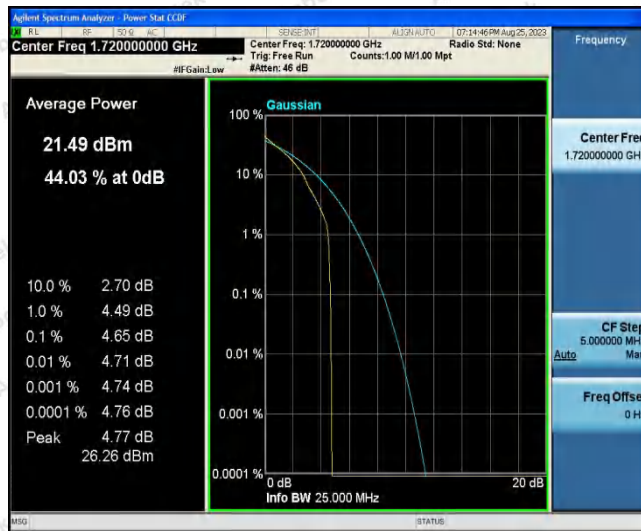 Agilent Spectrum Analyzer - Power Stat CCDF
RL RF 50 Ω AC SENSE:INT ALIGN AUTO 07:14:46 PM Aug 25, 2023
Center Freq 1.720000000 GHz
Center Freq: 1.720000000 GHz
Radio Std: None
Trig: Free Run
Counts:1.00 M/1.00 Mpt
#IFGain:Low
#Atten: 46 dB
Frequency
Average Power
21.49 dBm
44.03 % at 0dB
10.0 % 2.70 dB
1.0 % 4.49 dB
0.1 % 4.65 dB
0.01 % 4.71 dB
0.001 % 4.74 dB
0.0001 % 4.76 dB
Peak 4.77 dB
26.26 dBm
Gaussian
100 %
10 %
1 %
0.1 %
0.01 %
0.001 %
0.0001 %
0 dB
20 dB
Info BW 25.000 MHz
Center Fre
1.720000000 GH
CF Ste
5.000000 MH
Auto Ma
Freq Offse
0 H
MSG
STATUS